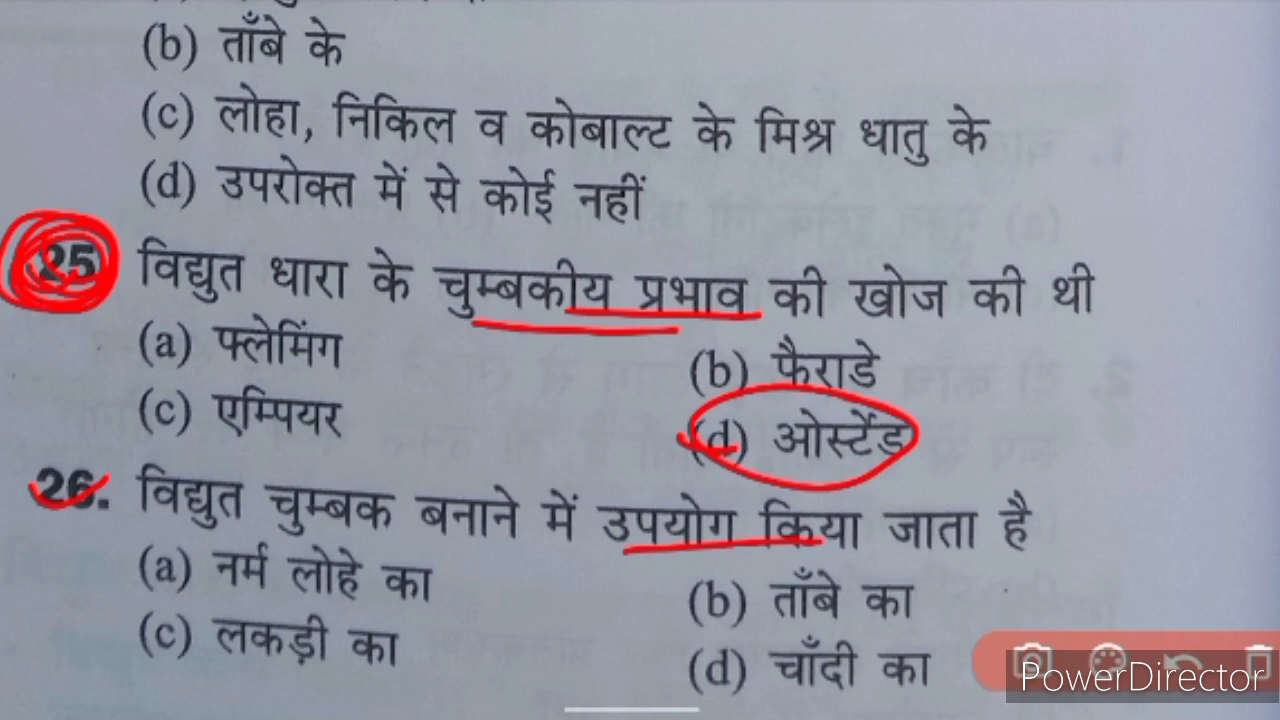 (b) ताँबे के
(c) लोहा, निकिल व कोबाल्ट के मिश्र धातु के
(d) उपरोक्त में से कोई नहीं
25 विद्युत धारा के चुम्बकीय प्रभाव की खोज की थी
(a) फ्लेमिंग (b) फैराडे
(c) एम्पियर (d) ओर्स्टेड
26. विद्युत चुम्बक बनाने में उपयोग किया जाता है
(a) नर्म लोहे का (b) ताँबे का
(c) लकड़ी का (d) चाँदी का
PowerDirector